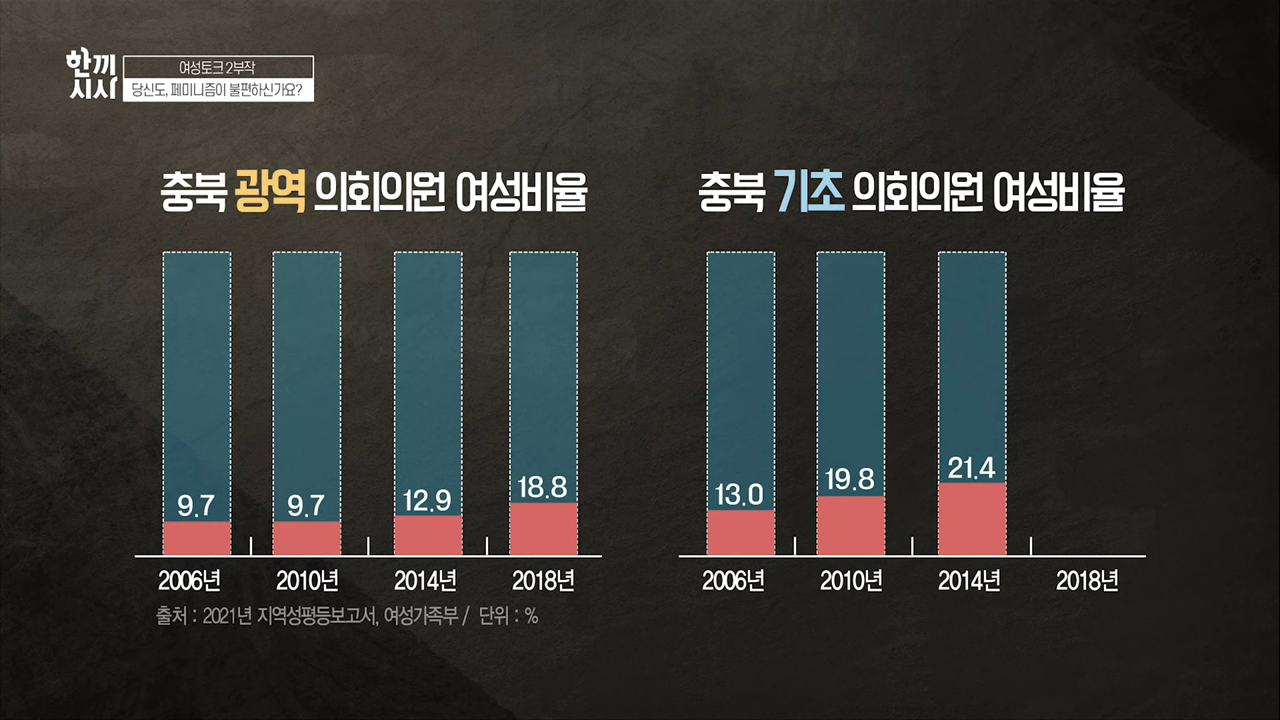 한끼
시사
여성토크 2부작
당신도, 페미니즘이 불편하신가요?
충북 광역 의회의원 여성비율
9.7
9.7
12.9
18.8
2006년
2010년
2014년
2018년
출처 : 2021년 지역성평등보고서, 여성가족부 / 단위 : %
충북 기초 의회의원 여성비율
13.0
19.8
21.4
2006년
2010년
2014년
2018년